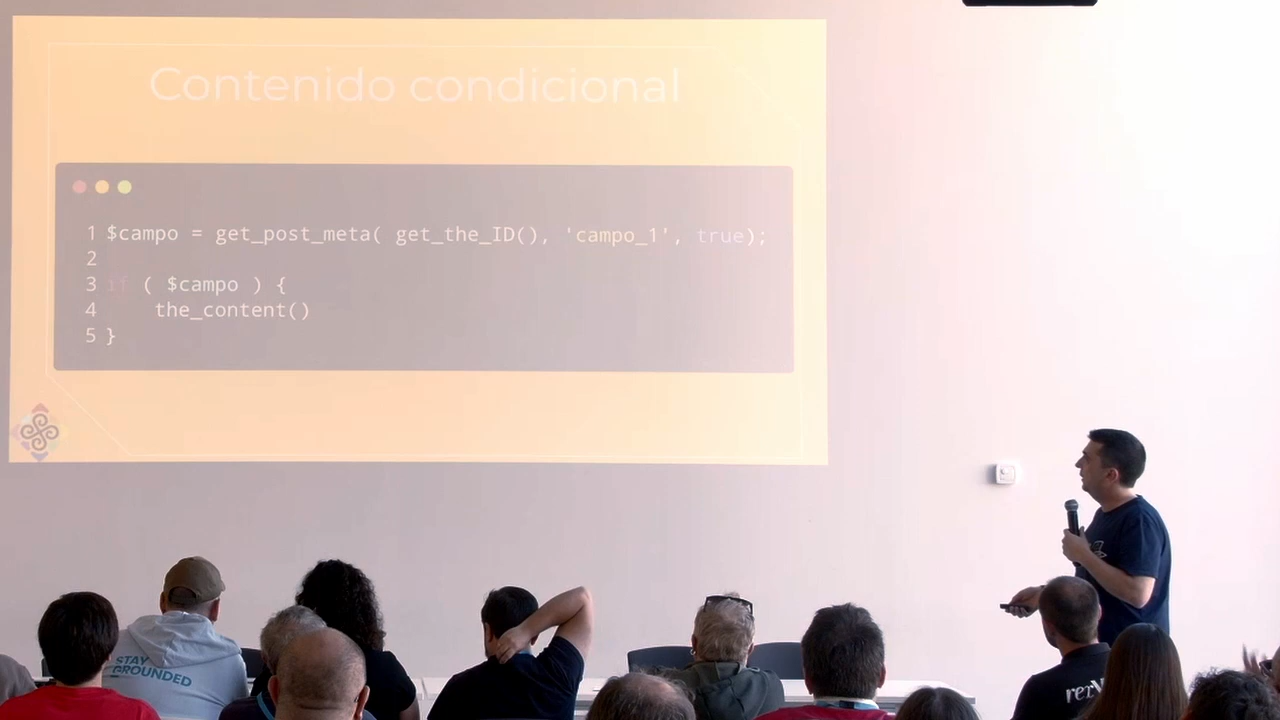 Contenido condicional
1 $campo = get_post_meta( get_the_ID(), 'campo_1', true);
2
3 if ( $campo ) {
4     the_content()
5 }
STAY
GROUNDED